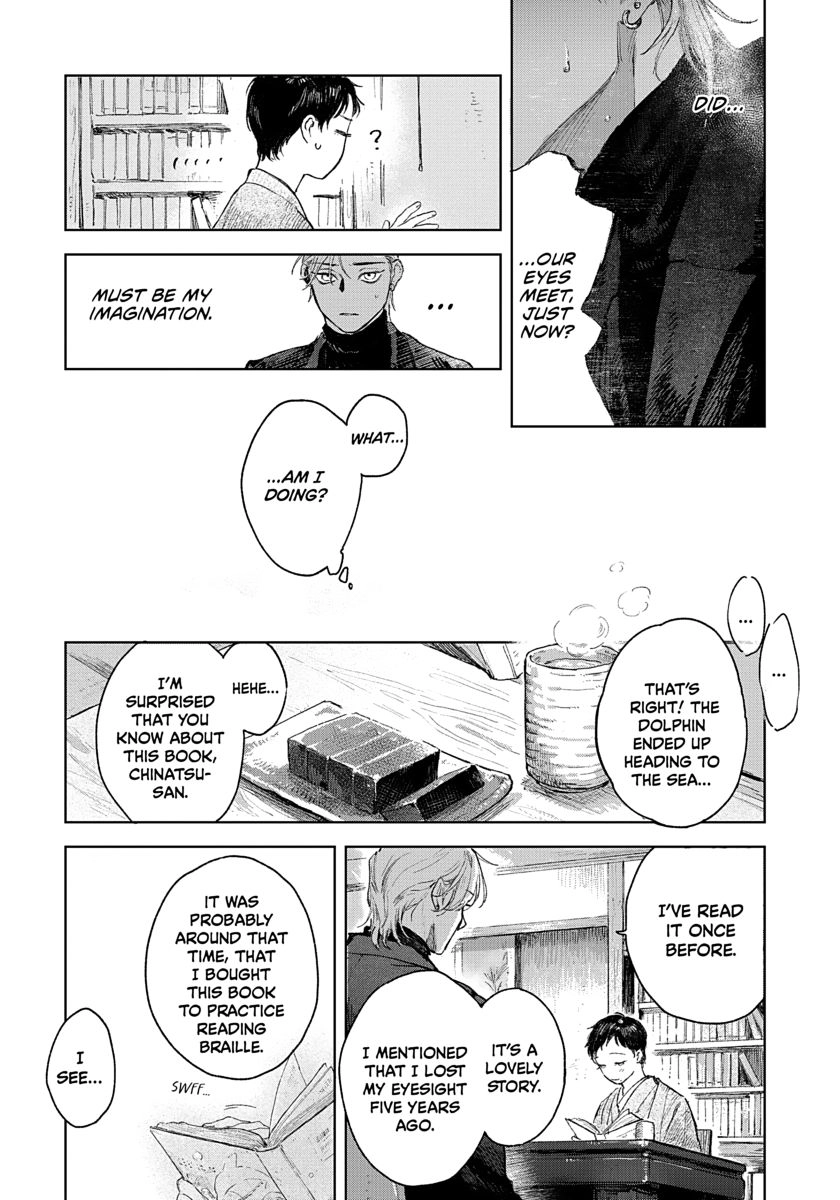 DID...
...OUR
EYES
MEET,
JUST
NOW?
?
MUST BE MY
IMAGINATION.
...
WHAT...
...AM I
DOING?
...
...
THAT'S
RIGHT! THE
DOLPHIN
ENDED UP
HEADING TO
THE SEA...
HEHE...
I'M
SURPRISED
THAT YOU
KNOW ABOUT
THIS BOOK,
CHINATSU-
SAN.
I'VE READ
IT ONCE
BEFORE.
IT'S A
LOVELY
STORY.
I MENTIONED
THAT I LOST
MY EYESIGHT
FIVE YEARS
AGO.
IT WAS
PROBABLY
AROUND THAT
TIME, THAT
I BOUGHT
THIS BOOK
TO PRACTICE
READING
BRAILLE.
SWFF...
I
SEE...